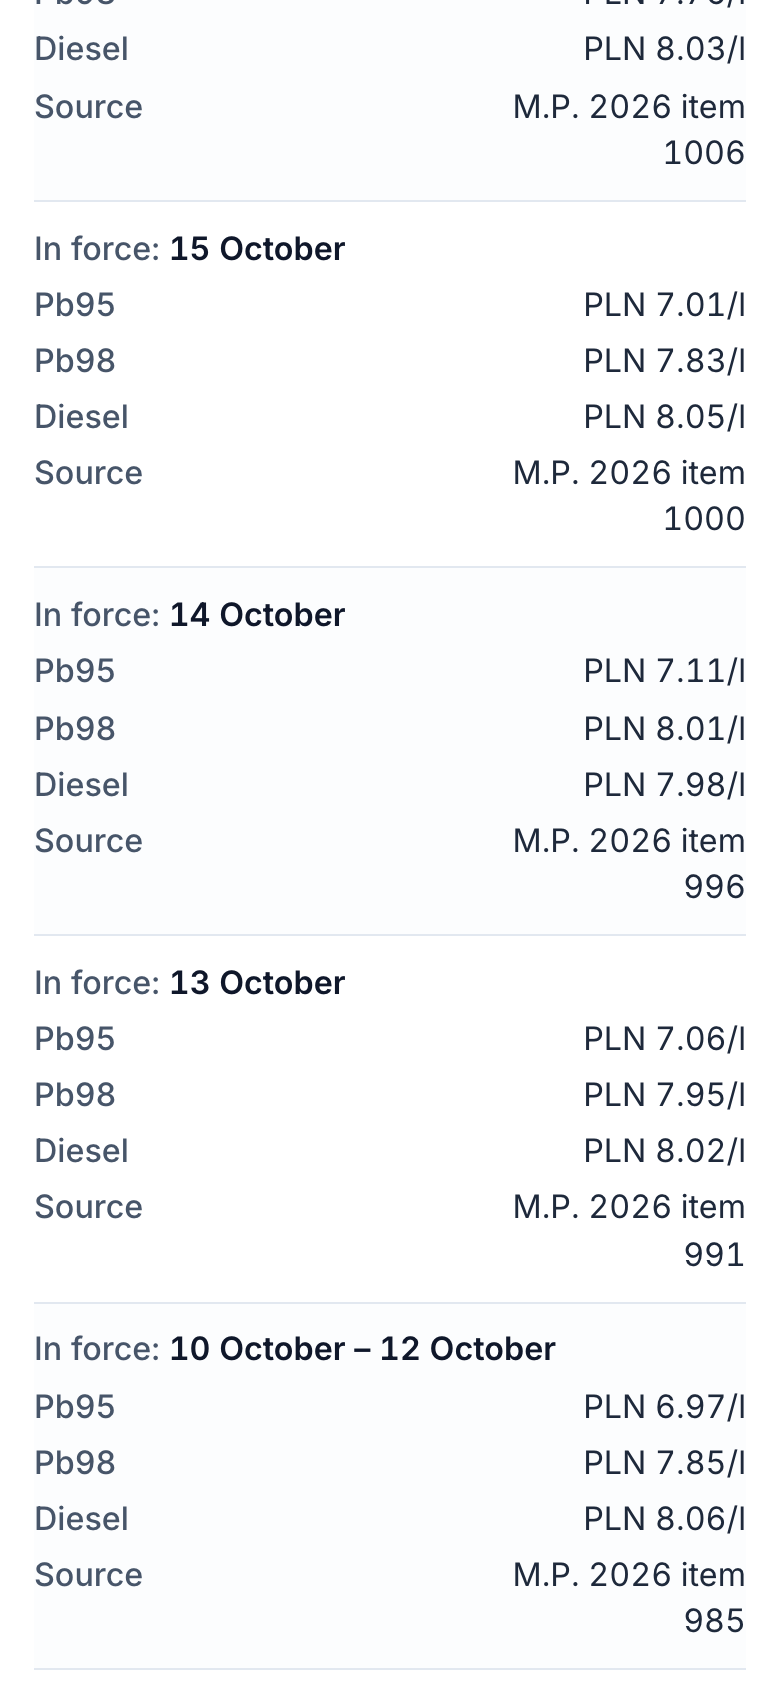 Diesel PLN 8.03/l
Source M.P. 2026 item
1006
In force: 15 October
Pb95 PLN 7.01/l
Pb98 PLN 7.83/l
Diesel PLN 8.05/l
Source M.P. 2026 item
1000
In force: 14 October
Pb95 PLN 7.11/l
Pb98 PLN 8.01/l
Diesel PLN 7.98/l
Source M.P. 2026 item
996
In force: 13 October
Pb95 PLN 7.06/l
Pb98 PLN 7.95/l
Diesel PLN 8.02/l
Source M.P. 2026 item
991
In force: 10 October – 12 October
Pb95 PLN 6.97/l
Pb98 PLN 7.85/l
Diesel PLN 8.06/l
Source M.P. 2026 item
985